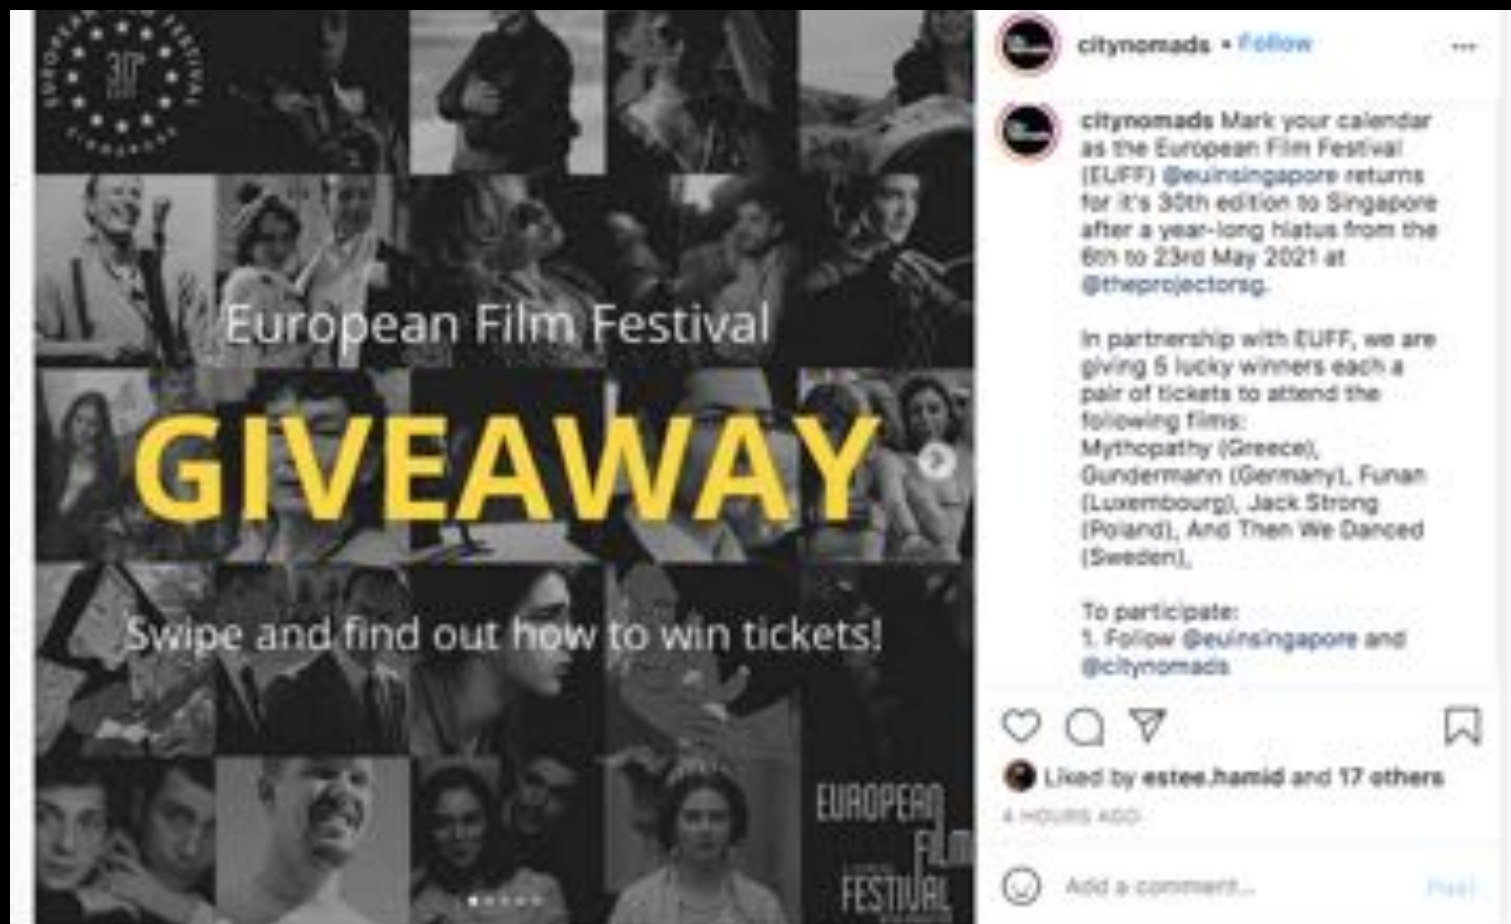 EUROPEAN FILM FESTIVAL
30
European Film Festival
GIVEAWAY
Swipe and find out how to win tickets!
EUROPEAN
FILM
FESTIVAL
citynomads • Follow
citynomads Mark your calendar
as the European Film Festival
(EUFF) @euinsingapore returns
for it's 30th edition to Singapore
after a year-long hiatus from the
6th to 23rd May 2021 at
@theprojectorsg.
In partnership with EUFF, we are
giving 5 lucky winners each a
pair of tickets to attend the
following films:
Mythopathy (Greece),
Gundermann (Germany), Funan
(Luxembourg), Jack Strong
(Poland), And Then We Danced
(Sweden),
To participate:
1. Follow @euinsingapore and
@citynomads
Liked by estee.hamid and 17 others
4 HOURS AGO
Add a comment...
Post